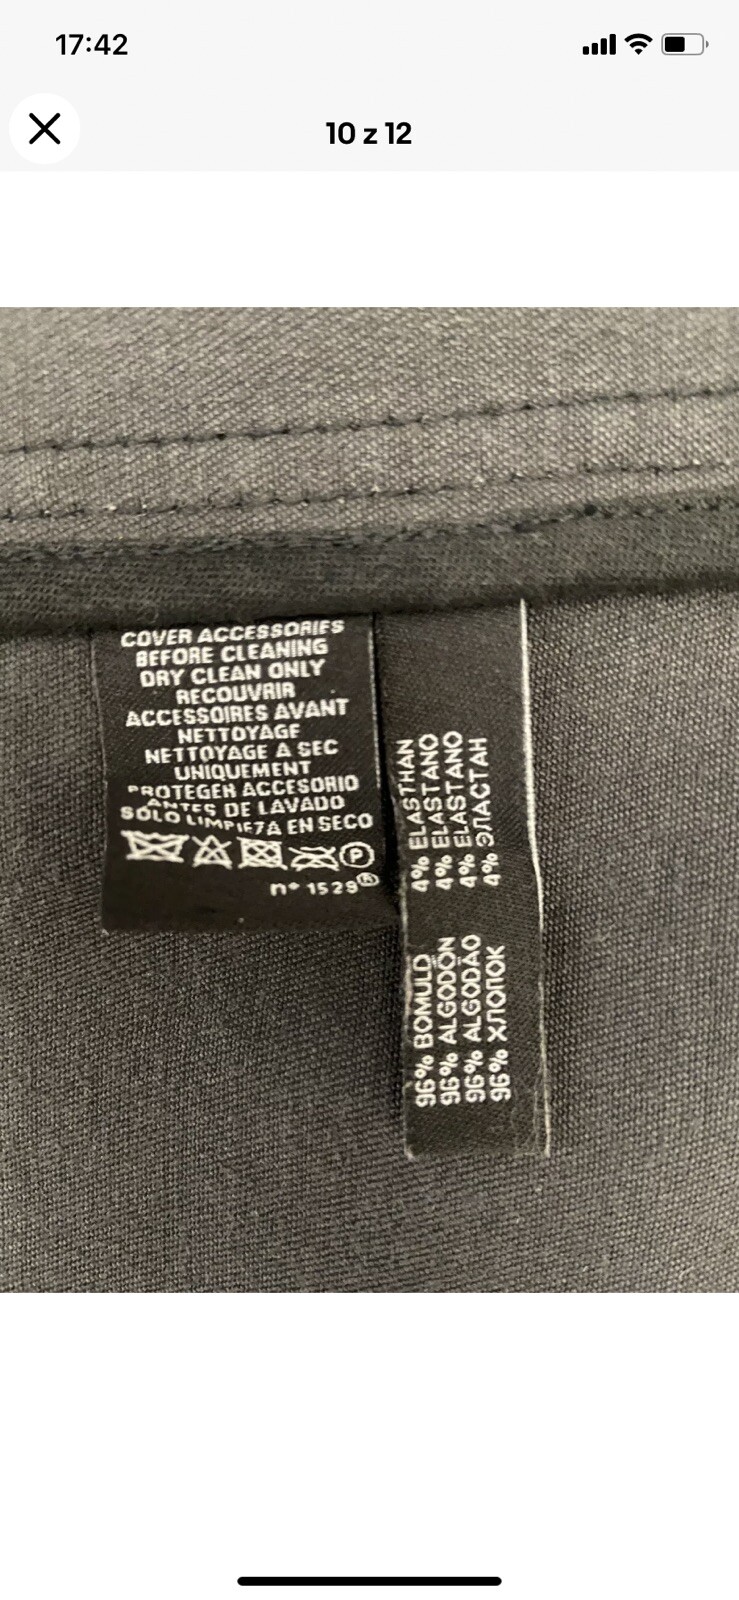 17:42
10 z 12
COVER ACCESSORIES
BEFORE CLEANING
DRY CLEAN ONLY
RECOUVRIR
ACCESSOIRES AVANT
NETTOYAGE
NETTOYAGE A SEC
UNIQUEMENT
PROTEGER ACCESORIO
ANTES DE LAVADO
SOLO LIMPIEZA EN SECO
P
n° 1529®
96% BOMULD 4% ELASTHAN
96% ALGODÓN 4% ELASTANO
96% ALGODÃO 4% ELASTANO
96% ХЛОПОК 4% ЭЛАСТАН